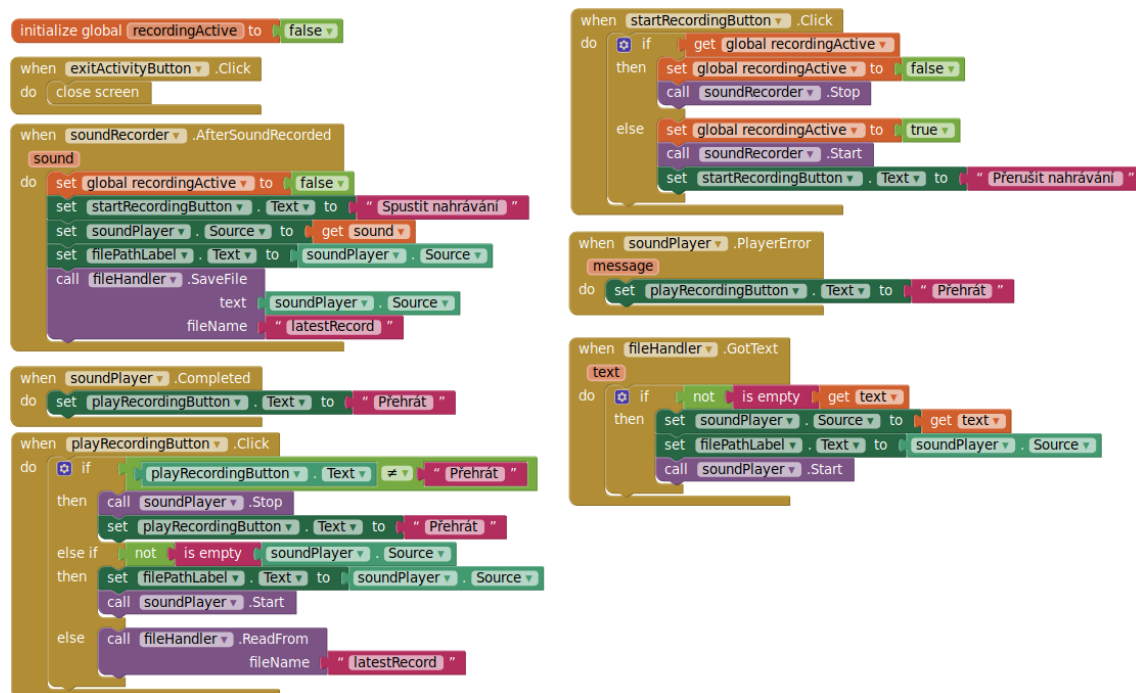 initialize global recordingActive to false
when exitActivityButton .Click
do close screen
when soundRecorder .AfterSoundRecorded
sound
do set global recordingActive to false
set startRecordingButton . Text to " Spustit nahrávání "
set soundPlayer . Source to get sound
set filePathLabel . Text to soundPlayer . Source
call fileHandler .SaveFile
text soundPlayer . Source
fileName " latestRecord "
when soundPlayer .Completed
do set playRecordingButton . Text to " Přehrát "
when playRecordingButton .Click
do if playRecordingButton . Text ≠ " Přehrát "
then call soundPlayer .Stop
set playRecordingButton . Text to " Přehrát "
else if not is empty soundPlayer . Source
then set filePathLabel . Text to soundPlayer . Source
call soundPlayer .Start
else call fileHandler .ReadFrom
fileName " latestRecord "
when startRecordingButton .Click
do if get global recordingActive
then set global recordingActive to false
call soundRecorder .Stop
else set global recordingActive to true
call soundRecorder .Start
set startRecordingButton . Text to " Přerušit nahrávání "
when soundPlayer .PlayerError
message
do set playRecordingButton . Text to " Přehrát "
when fileHandler .GotText
text
do if not is empty get text
then set soundPlayer . Source to get text
set filePathLabel . Text to soundPlayer . Source
call soundPlayer .Start